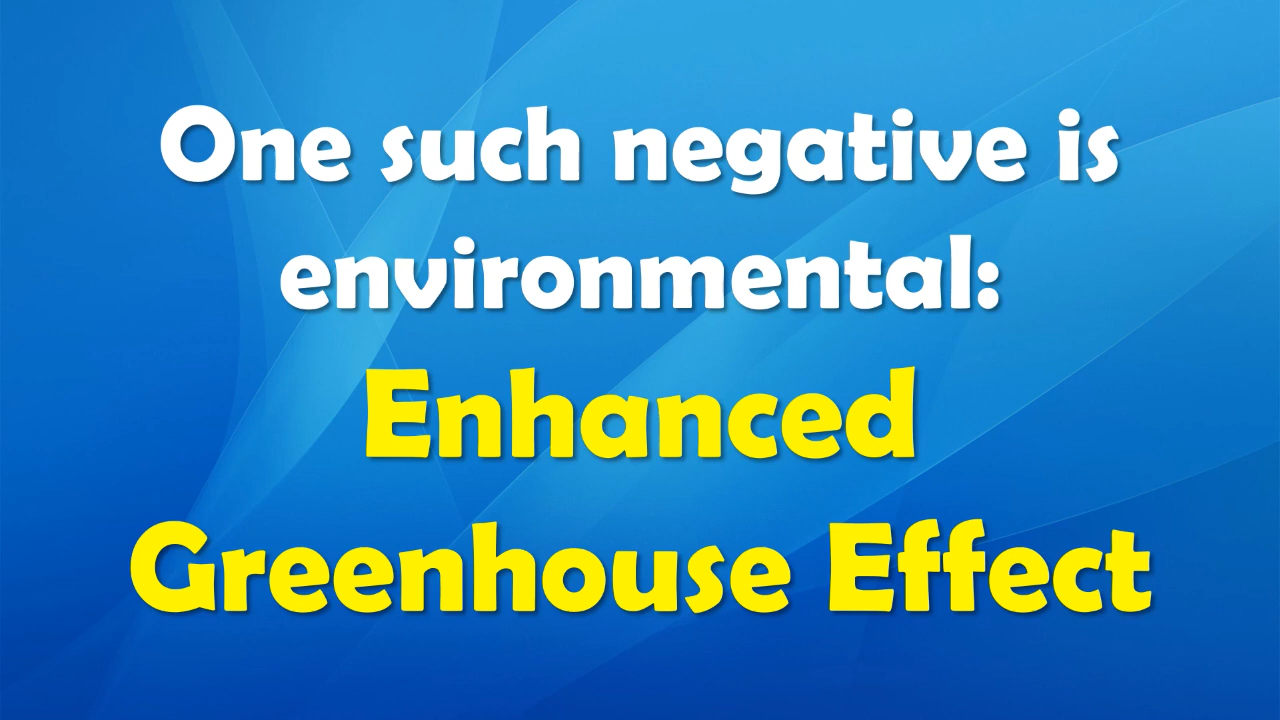 One such negative is
environmental:
Enhanced
Greenhouse Effect